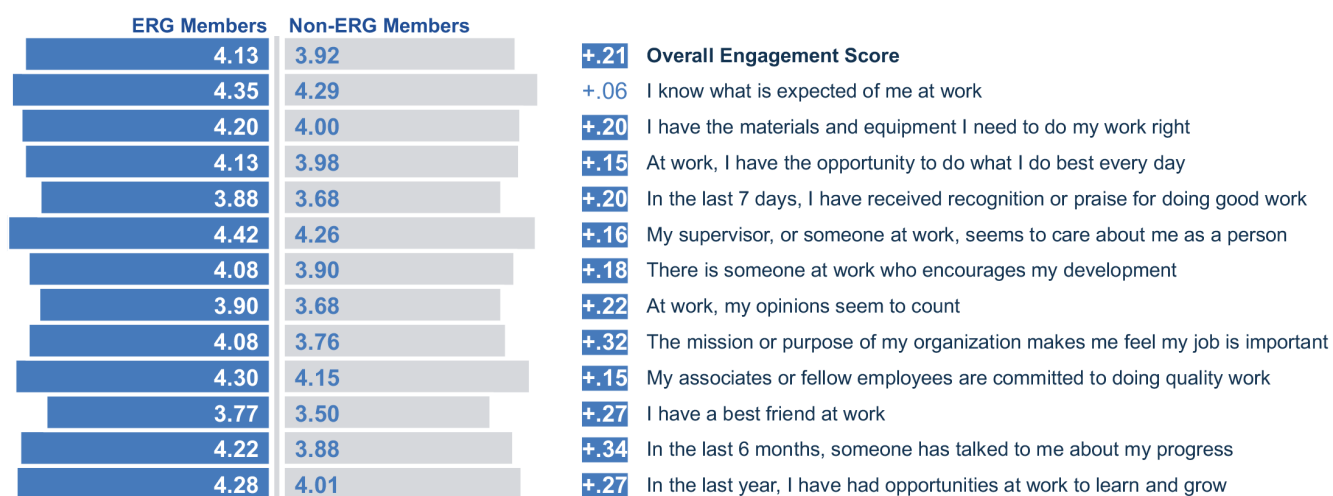 ERG Members Non-ERG Members
4.13 3.92 +.21 Overall Engagement Score
4.35 4.29 +.06 I know what is expected of me at work
4.20 4.00 +.20 I have the materials and equipment I need to do my work right
4.13 3.98 +.15 At work, I have the opportunity to do what I do best every day
3.88 3.68 +.20 In the last 7 days, I have received recognition or praise for doing good work
4.42 4.26 +.16 My supervisor, or someone at work, seems to care about me as a person
4.08 3.90 +.18 There is someone at work who encourages my development
3.90 3.68 +.22 At work, my opinions seem to count
4.08 3.76 +.32 The mission or purpose of my organization makes me feel my job is important
4.30 4.15 +.15 My associates or fellow employees are committed to doing quality work
3.77 3.50 +.27 I have a best friend at work
4.22 3.88 +.34 In the last 6 months, someone has talked to me about my progress
4.28 4.01 +.27 In the last year, I have had opportunities at work to learn and grow